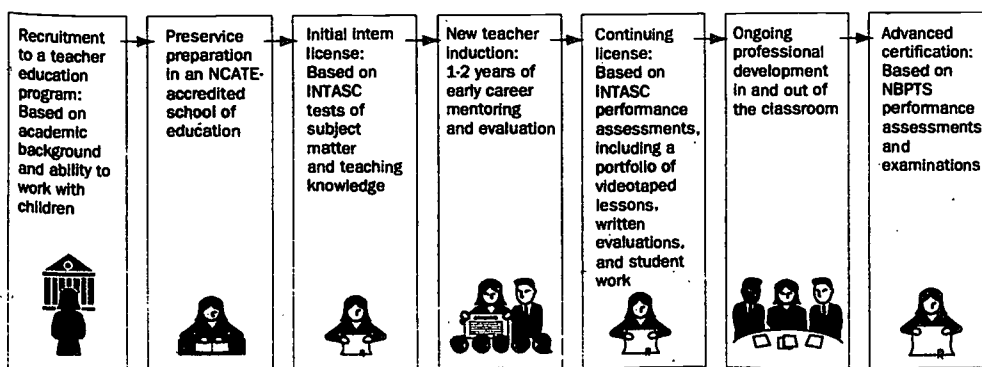 Recruitment
to a teacher
education
program:
Based on
academic
background
and ability to
work with
children
Preservice
preparation
in an NCATE-
accredited
school of
education
Initial intern
license:
Based on
INTASC
tests of
subject
matter
and teaching
knowledge
New teacher
induction:
1-2 years of
early career
mentoring
and evaluation
Continuing
license:
Based on
INTASC
performance
assessments,
including a
portfolio of
videotaped
lessons,
written
evaluations,
and student
work
Ongoing
professional
development
in and out of
the classroom
Advanced
certification:
Based on
NBPTS
performance
assessments
and
examinations